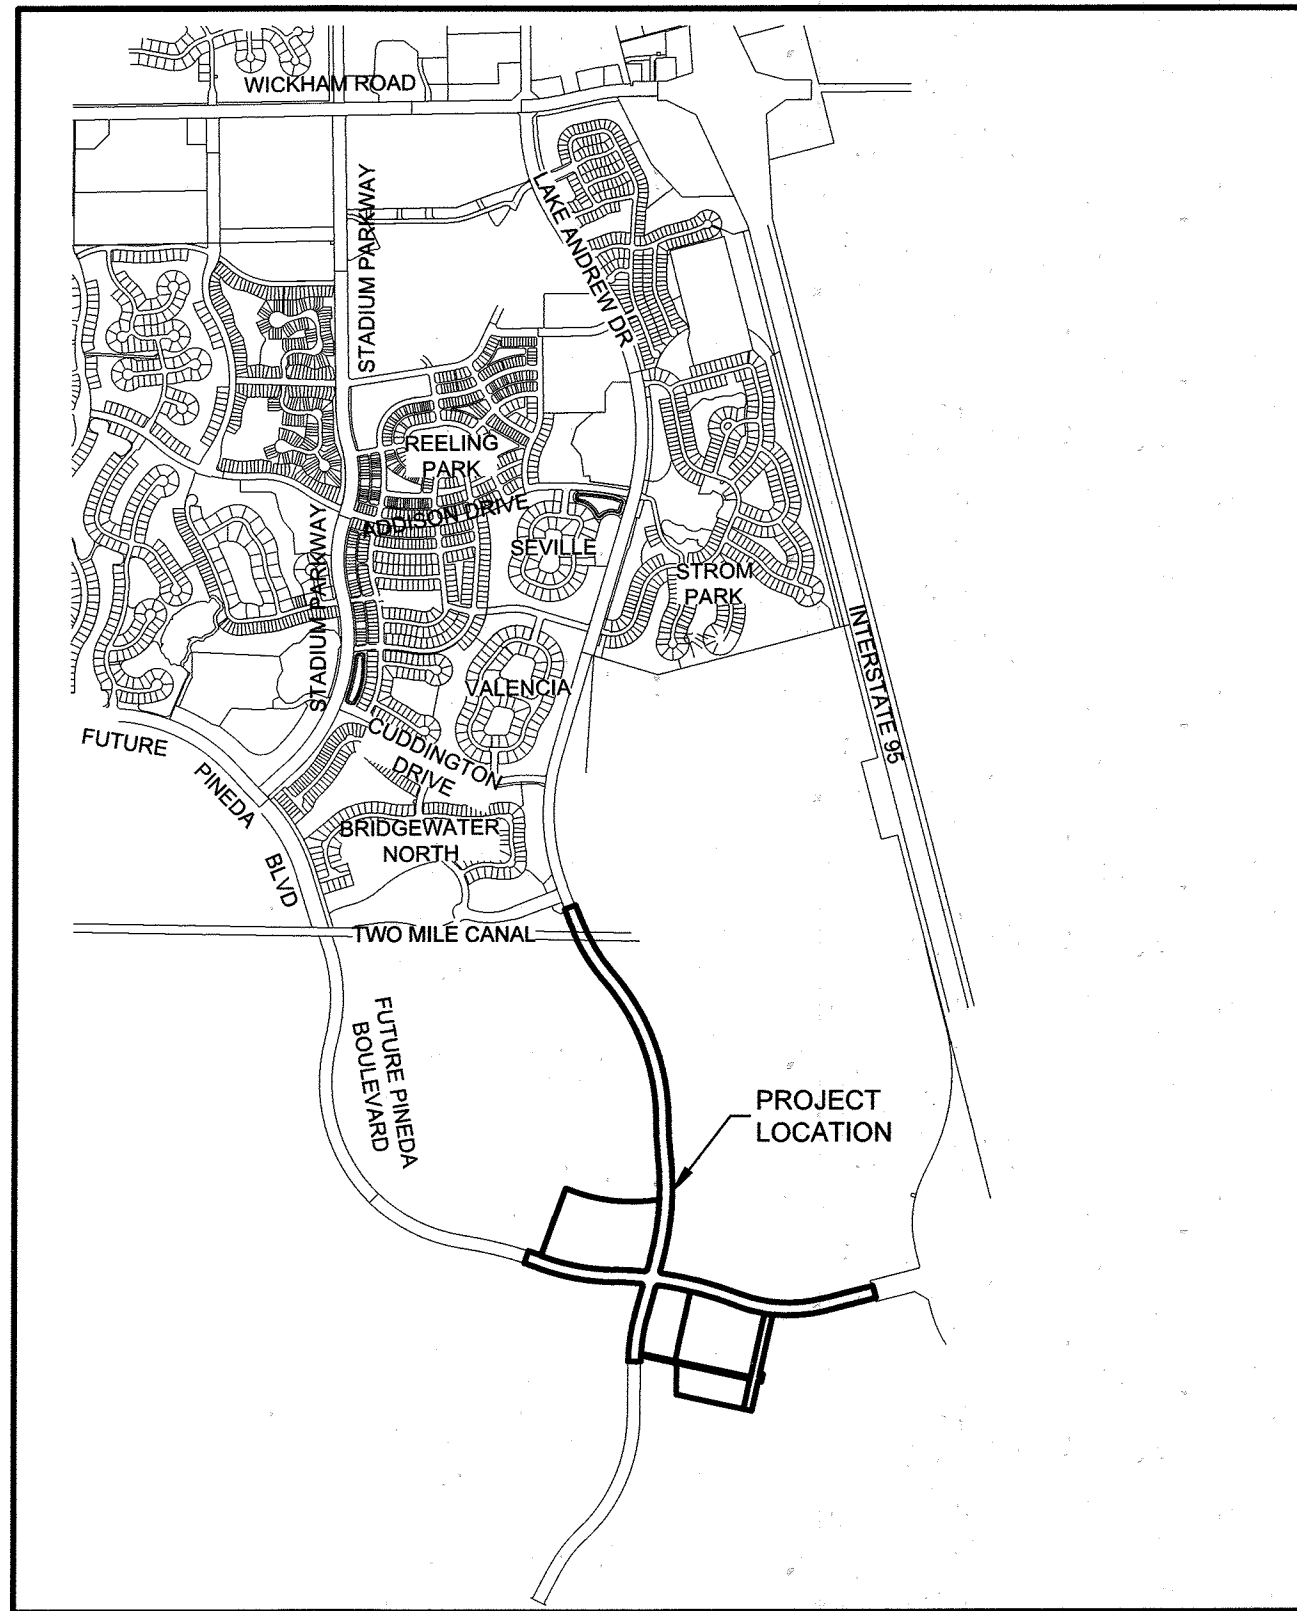 WICKHAM ROAD
STADIUM PARKWAY
LAKE ANDREW DR
REELING
PARK
ADDISON DRIVE
SEVILLE
STROM
PARK
STADIUM PARKWAY
INTERSTATE 95
VALENCIA
FUTURE
PINEDA
BLVD
CUDDINGTON
DRIVE
BRIDGEWATER
NORTH
TWO MILE CANAL
FUTURE PINEDA
BOULEVARD
PROJECT
LOCATION